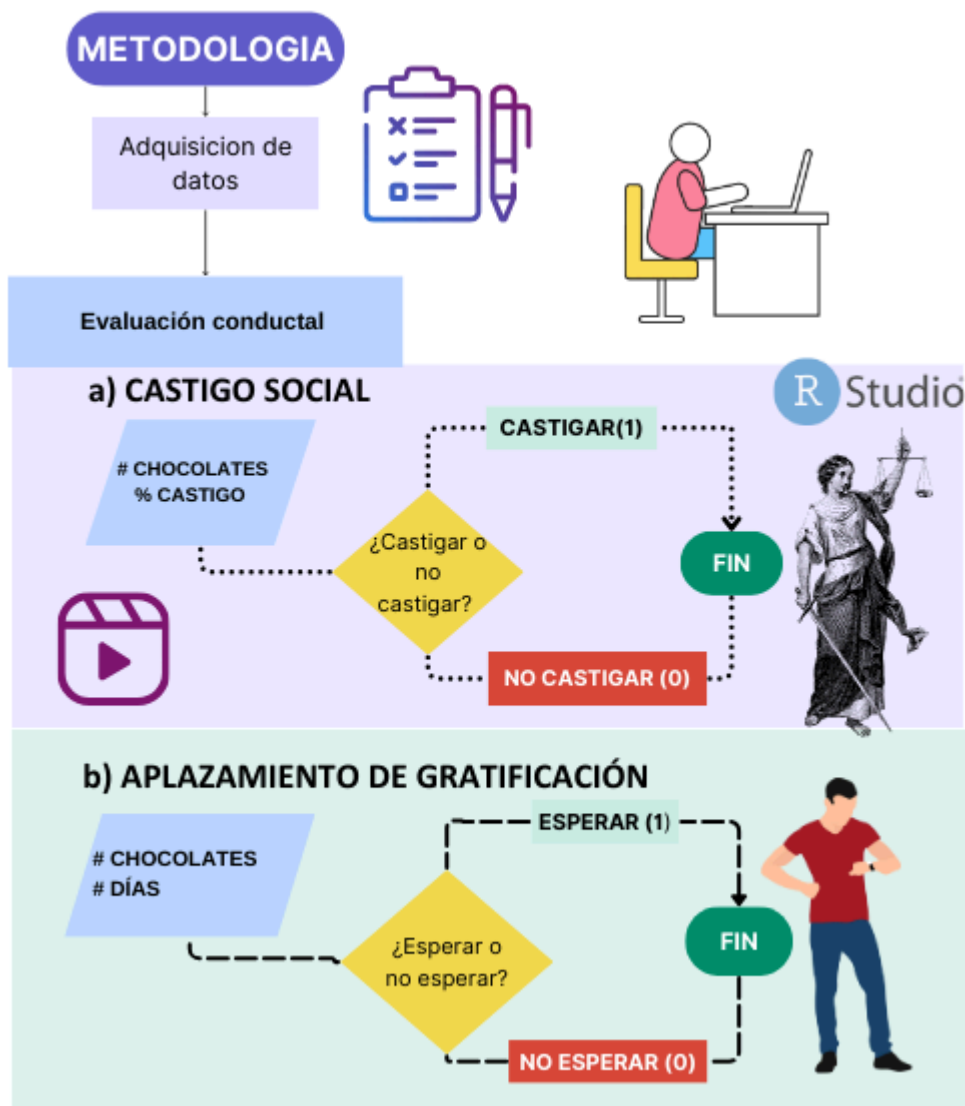 METODOLOGIA
Adquisicion de
datos
Evaluación conductal
a) CASTIGO SOCIAL
R Studio
CASTIGAR(1)
# CHOCLATES
% CASTIGO
¿Castigar o
no
castigar?
FIN
NO CASTIGAR (0)
b) APLAZAMIENTO DE GRATIFICACIÓN
ESPERAR (1)
# CHOCOLATES
# DÍAS
¿Esperar o
no esperar?
FIN
NO ESPERAR (0)